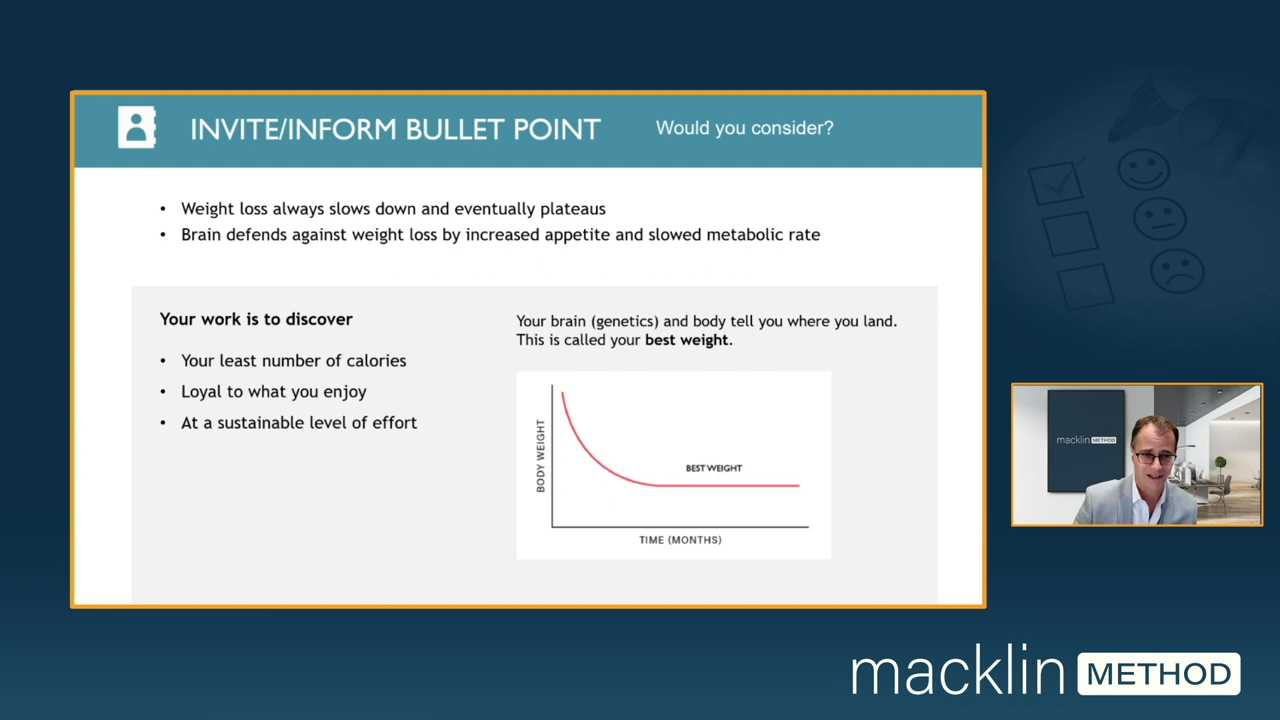 INVITE/INFORM BULLET POINT
Would you consider?
• Weight loss always slows down and eventually plateaus
• Brain defends against weight loss by increased appetite and slowed metabolic rate
Your work is to discover
• Your least number of calories
• Loyal to what you enjoy
• At a sustainable level of effort
Your brain (genetics) and body tell you where you land.
This is called your best weight.
BODY WEIGHT
BEST WEIGHT
TIME (MONTHS)
macklin METHOD
macklin METHOD